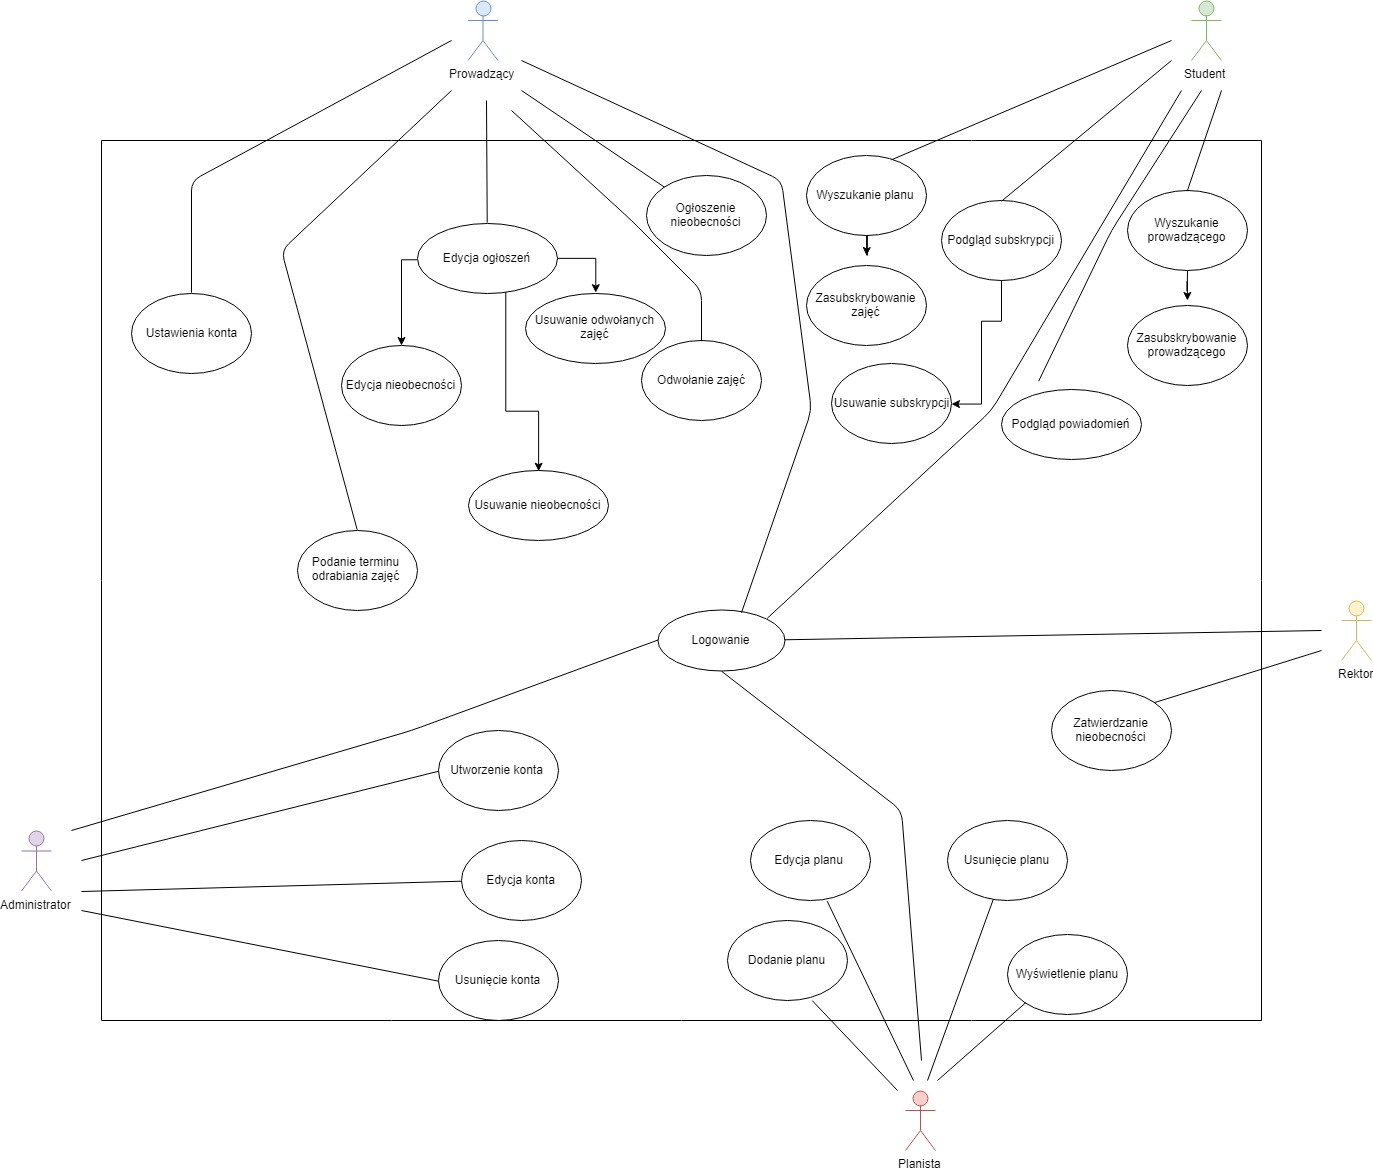 Prowadzący
Student
Ogłoszenie
nieobecności
Wyszukanie planu
Podgląd subskrypcji
Wyszukanie
prowadzącego
Edycja ogłoszeń
Ustawienia konta
Usuwanie odwołanych
zajęć
Zasubskrybowanie
zajęć
Zasubskrybowanie
prowadzącego
Edycja nieobecności
Odwołanie zajęć
Usuwanie subskrypcji
Podgląd powiadomień
Usuwanie nieobecności
Podanie terminu
odrabiania zajęć
Logowanie
Rektor
Zatwierdzanie
nieobecności
Utworzenie konta
Edycja planu
Usunięcie planu
Edycja konta
Administrator
Dodanie planu
Wyświetlenie planu
Usunięcie konta
Planista